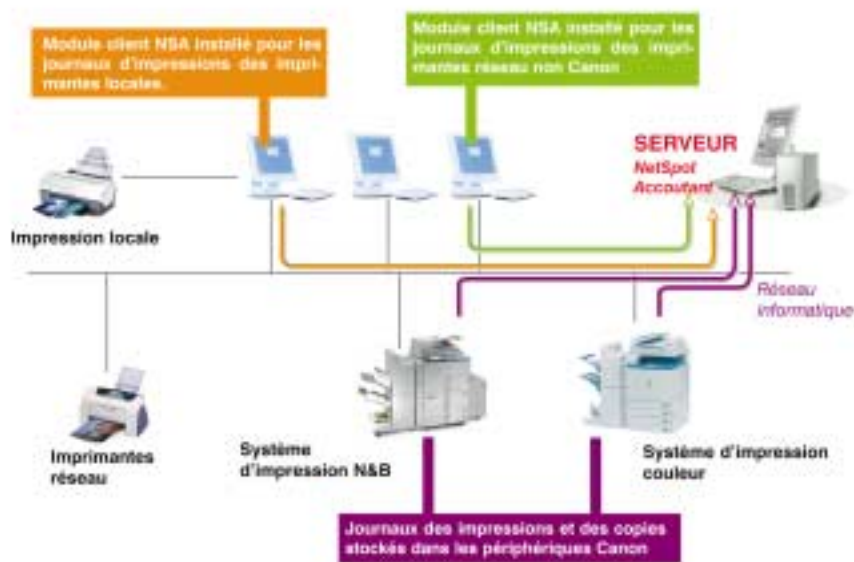 Module client NSA installé pour les
journaux d'impressions des impri-
mantes locales.
Module client NSA installé pour les
journaux d'impressions des impri-
mantes réseau non Canon
SERVEUR
NetSpot
Accoutant
Impression locale
Réseau
informatique
Imprimantes
réseau
Système
d'impression N&B
Système d'impression
couleur
Journaux des impressions et des copies
stockés dans les périphériques Canon